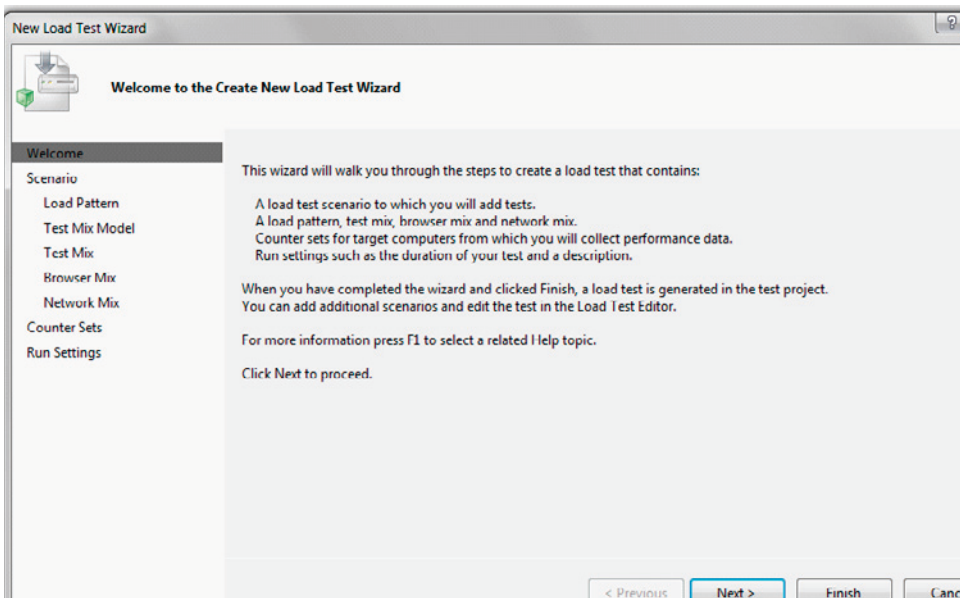 New Load Test Wizard
Welcome to the Create New Load Test Wizard
Welcome
Scenario
Load Pattern
Test Mix Model
Test Mix
Browser Mix
Network Mix
Counter Sets
Run Settings
This wizard will walk you through the steps to create a load test that contains:
A load test scenario to which you will add tests.
A load pattern, test mix, browser mix and network mix.
Counter sets for target computers from which you will collect performance data.
Run settings such as the duration of your test and a description.
When you have completed the wizard and clicked Finish, a load test is generated in the test project.
You can add additional scenarios and edit the test in the Load Test Editor.
For more information press F1 to select a related Help topic.
Click Next to proceed.
< Previous Next > Finish Canc